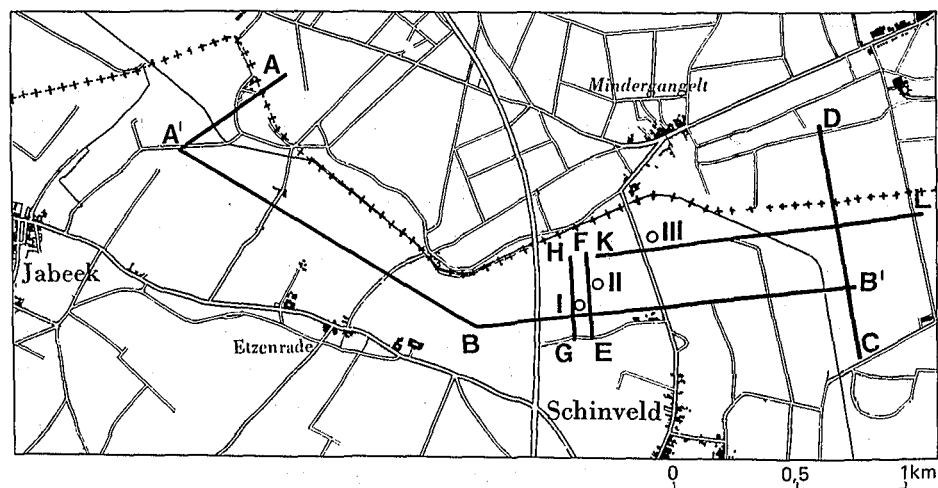 A
Mindergangelt
D
A'
L
H F K III
Jabeek
II
B'
I
Etzenrade
B
G E
C
Schinveld
0 0,5 1km